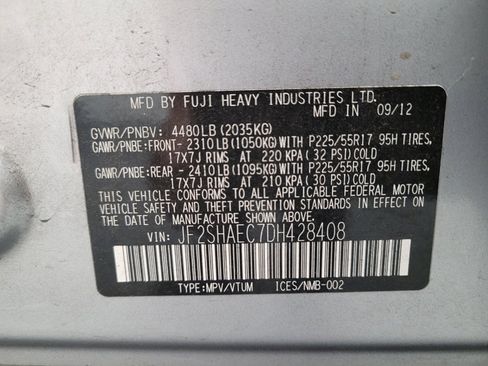 MFD BY FUJI HEAVY INDUSTRIES LTD.
MFD IN 09/12
GVWR/PNBV: 4480LB (2035KG)
GAWR/PNBE:FRONT- 2310LB (1050KG) WITH P225/55R17 95H TIRES,
17X7J RIMS AT 220 KPA (32 PSI) COLD
GAWR/PNBE: REAR - 2410LB (1095KG) WITH P225/55R17 95H TIRES,
17X7J RIMS AT 210 KPA (30 PSI) COLD
THIS VEHICLE CONFORMS TO ALL APPLICABLE FEDERAL MOTOR
VEHICLE SAFETY AND THEFT PREVENTION STANDARDS IN EFFECT ON
THE DATE OF MANUFACTURE SHOWN ABOVE.
VIN: JF2SHAEC7DH428408
TYPE:MPV/VTUM ICES/NMB-002